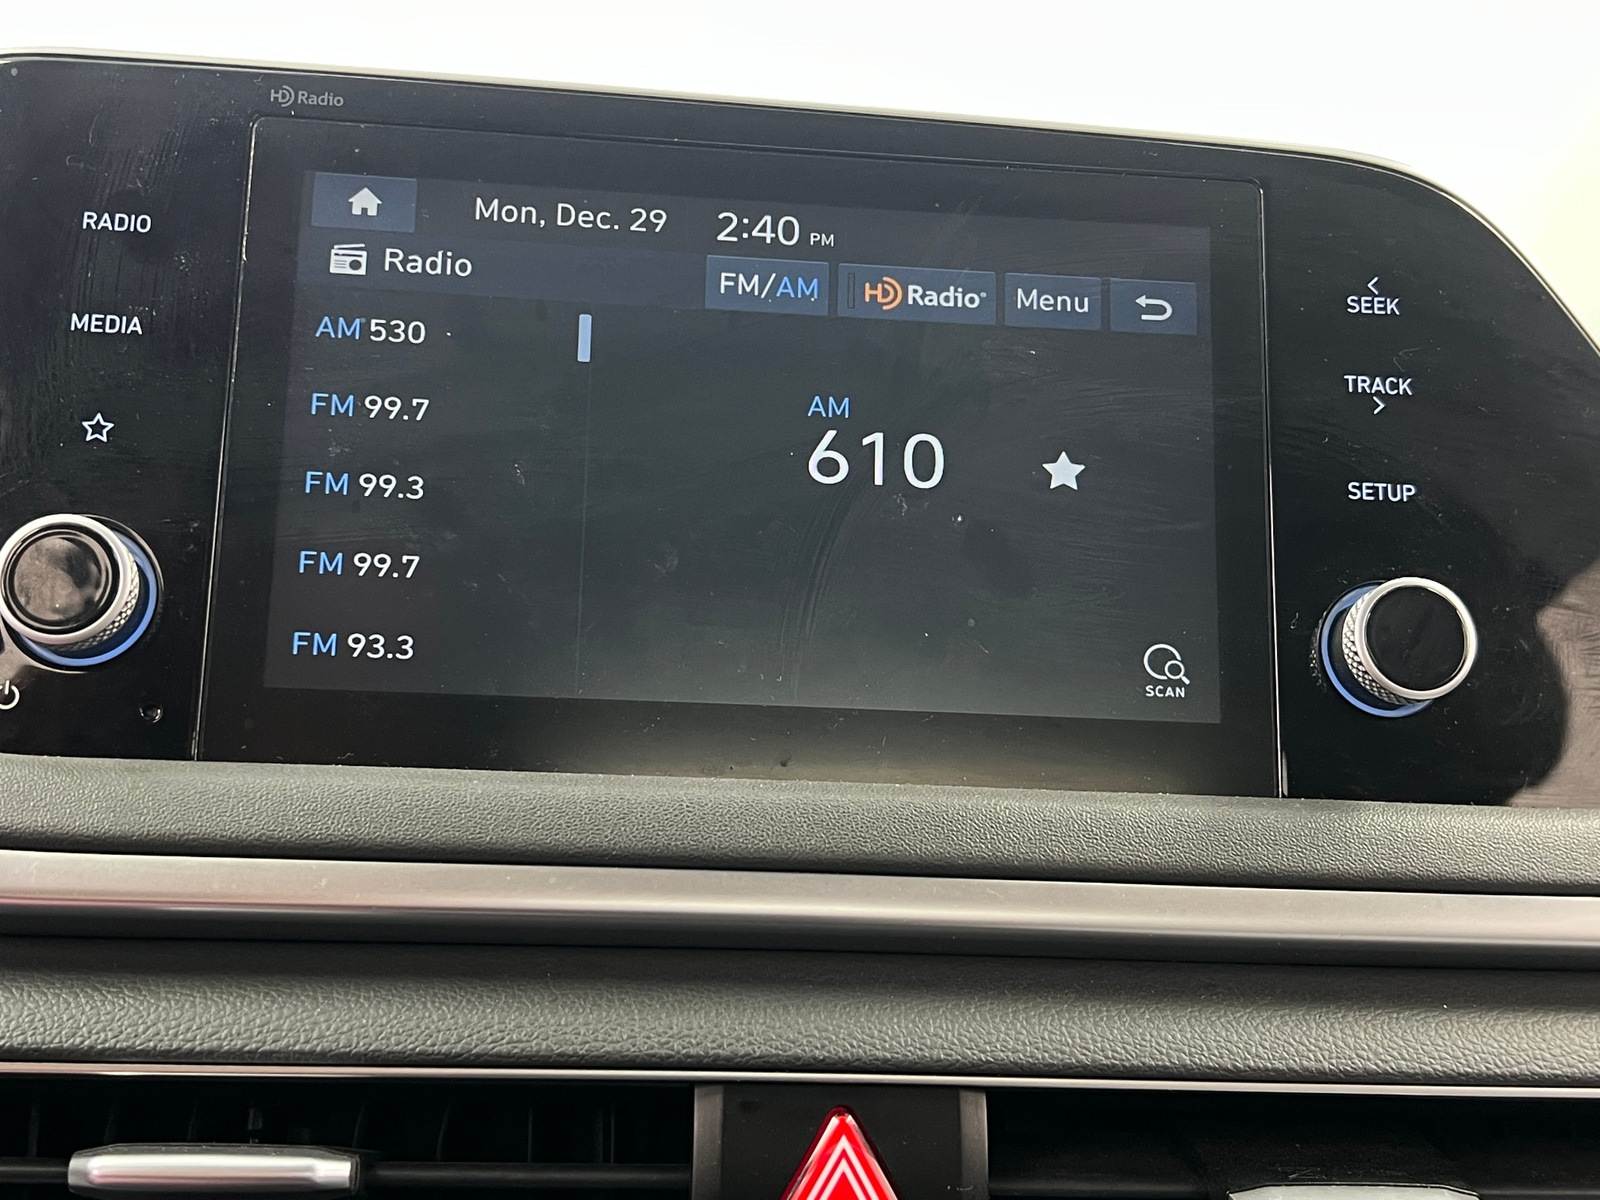 HD Radio
RADIO
MEDIA
Mon, Dec. 29 2:40 PM
Radio
FM/AM HD Radio® Menu
AM 530
FM 99.7
FM 99.3
FM 99.7
FM 93.3
AM
610
SCAN
SEEK
TRACK
SETUP